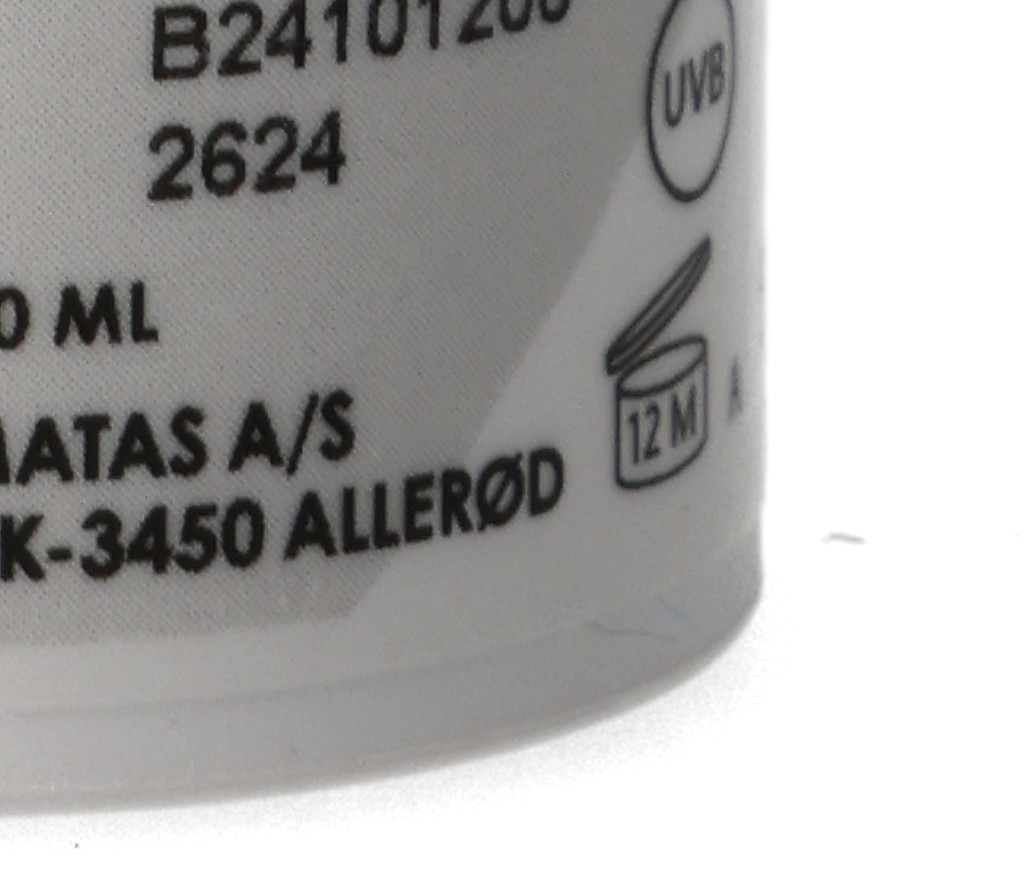 B24101200
UVB
2624
0 ML
12 M
A
MATAS A/S
K-3450 ALLERØD